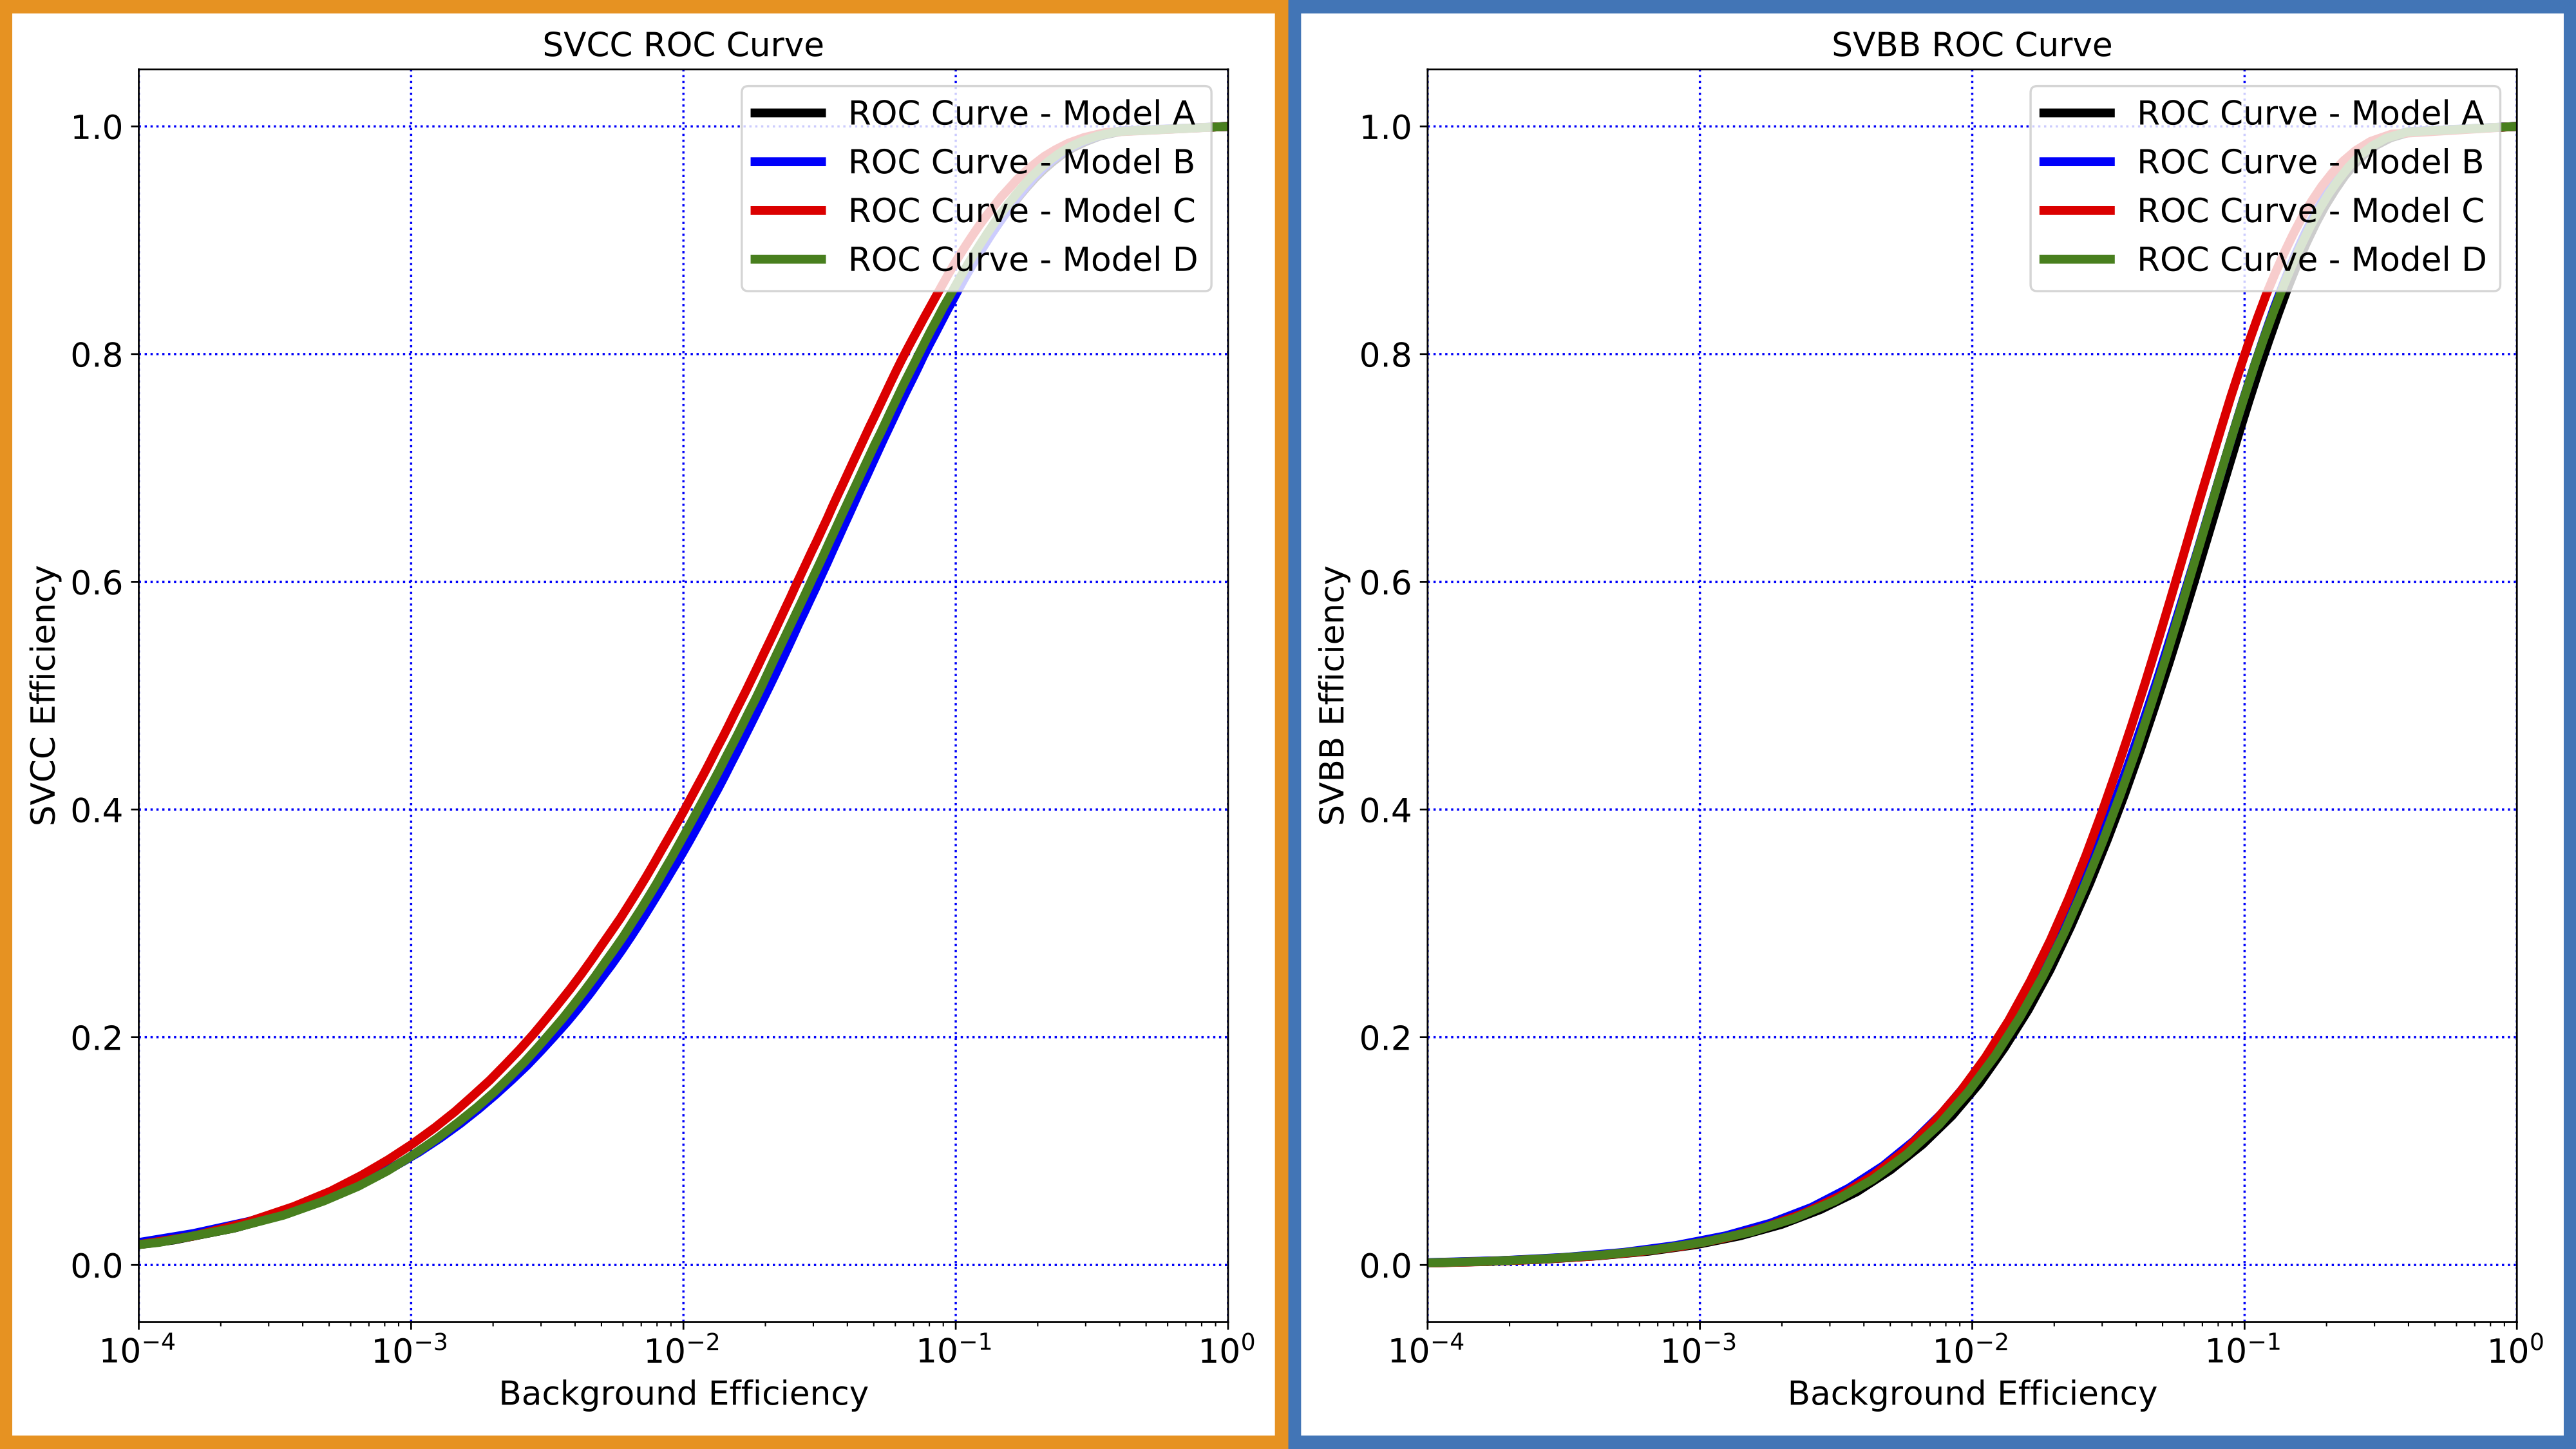 SVCC ROC Curve
ROC Curve - Model A
ROC Curve - Model B
ROC Curve - Model C
ROC Curve - Model D
1.0
0.8
0.6
0.4
0.2
0.0
SVCC Efficiency
10⁻⁴ 10⁻³ 10⁻² 10⁻¹ 10⁰
Background Efficiency
SVBB ROC Curve
ROC Curve - Model A
ROC Curve - Model B
ROC Curve - Model C
ROC Curve - Model D
1.0
0.8
0.6
0.4
0.2
0.0
SVBB Efficiency
10⁻⁴ 10⁻³ 10⁻² 10⁻¹ 10⁰
Background Efficiency